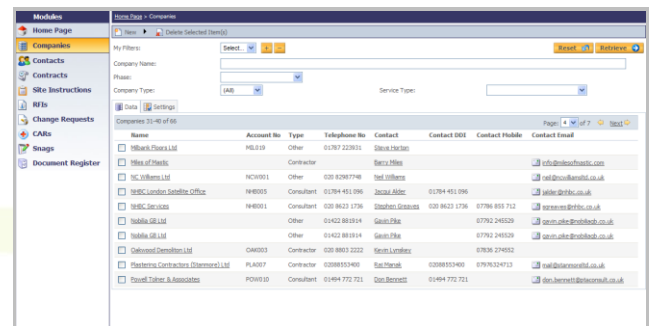 Modules
Home Page
Companies
Contacts
Contracts
Site Instructions
RFIs
Change Requests
CARs
Snags
Document Register
Home Page > Companies
New Delete Selected Item(s)
My Filters: Select.. Reset Retrieve
Company Name:
Phase:
Company Type: (All) Service Type:
Data Settings
Companies 31-40 of 66 Page: 4 of 7 Next
Name Account No Type Telephone No Contact Contact DDI Contact Mobile Contact Email
Milbank Floors Ltd MIL019 Other 01787 223931 Steve Horton
Miles of Mastic Contractor Barry Miles info@milesofmastic.com
NC Williams Ltd NCW001 Other 020 82987748 Neil Williams neil@ncwilliamsltd.co.uk
NHBC London Satellite Office NHB005 Consultant 01784 451 096 Jacqui Alder 01784 451 096 jalder@nhbc.co.uk
NHBC Services NHB001 Consultant 020 8623 1736 Stephen Greaves 020 8623 1736 07786 855 712 sgreaves@nhbc.co.uk
Nobilia GB Ltd Other 01422 881914 Gavin Pike 07792 245529 gavin.pike@nobiliagb.co.uk
Nobilia GB Ltd Other 01422 881914 Gavin Pike 07792 245529 gavin.pike@nobiliagb.co.uk
Oakwood Demolition Ltd OAK003 Contractor 020 8803 2222 Kevin Lynskey 07836 274552
Plastering Contractors (Stanmore) Ltd PLA007 Contractor 02088553400 Raj Manak 02088553400 07976324713 mail@stanmoreltd.co.uk
Powell Tolner & Associates POW010 Consultant 01494 772 721 Don Bennett 01494 772 721 don.bennett@ptaconsult.co.uk